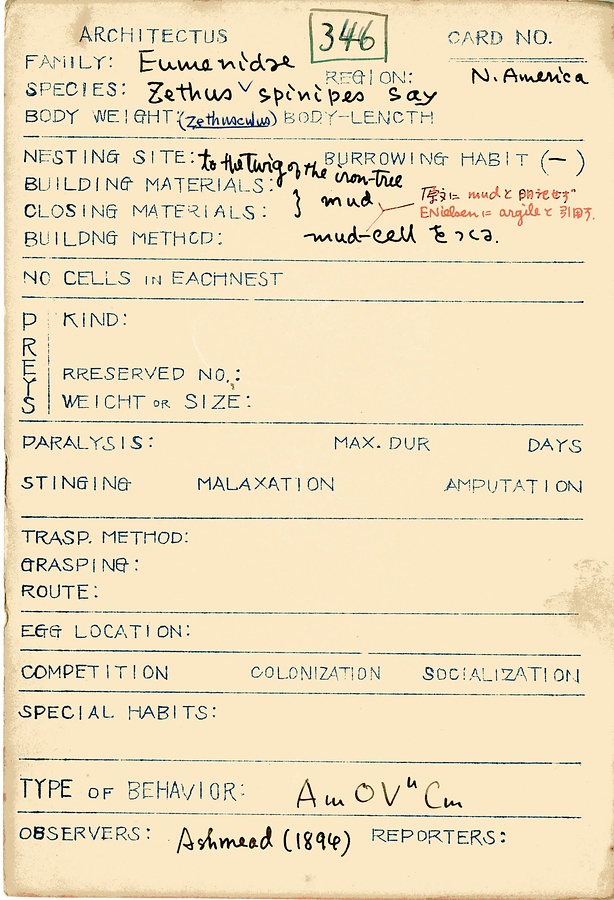 ARCHITECTUS 346 CARD NO.
FAMILY: Eumenidae REGION: N. America
SPECIES: Zethus ˅ spinipes Say
BODY WEIGHT: (Zethusculus) BODY-LENGTH
NESTING SITE: to the twig of the iron-tree BURROWING HABIT (−)
BUILDING MATERIALS:
CLOSING MATERIALS: } mud 原文に mudと明記せず
ENielsenは argileと引用す.
BUILDNG METHOD: mud-cell をつくる.
NO CELLS IN EACHNEST
PREYS
KIND:
RRESERVED NO.:
WEIGHT OR SIZE:
PARALYSIS: MAX. DUR DAYS
STINGING MALAXATION AMPUTATION
TRASP. METHOD:
GRASPING:
ROUTE:
EGG LOCATION:
COMPETITION COLONIZATION SOCIALIZATION
SPECIAL HABITS:
TYPE OF BEHAVIOR: Am O V" Cm
OBSERVERS: Ashmead (1894) REPORTERS: